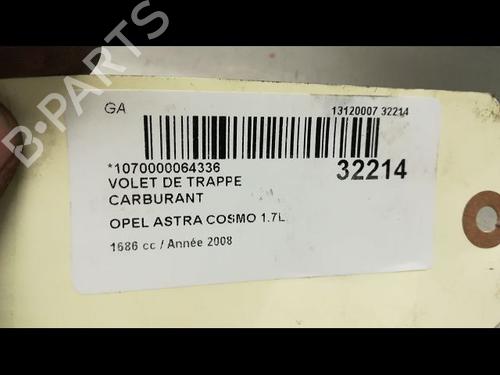 GA
13120007 32214
*1070000064336
32214
VOLET DE TRAPPE
CARBURANT
OPEL ASTRA COSMO 1.7L
1686 cc / Année 2008
B-PARTS